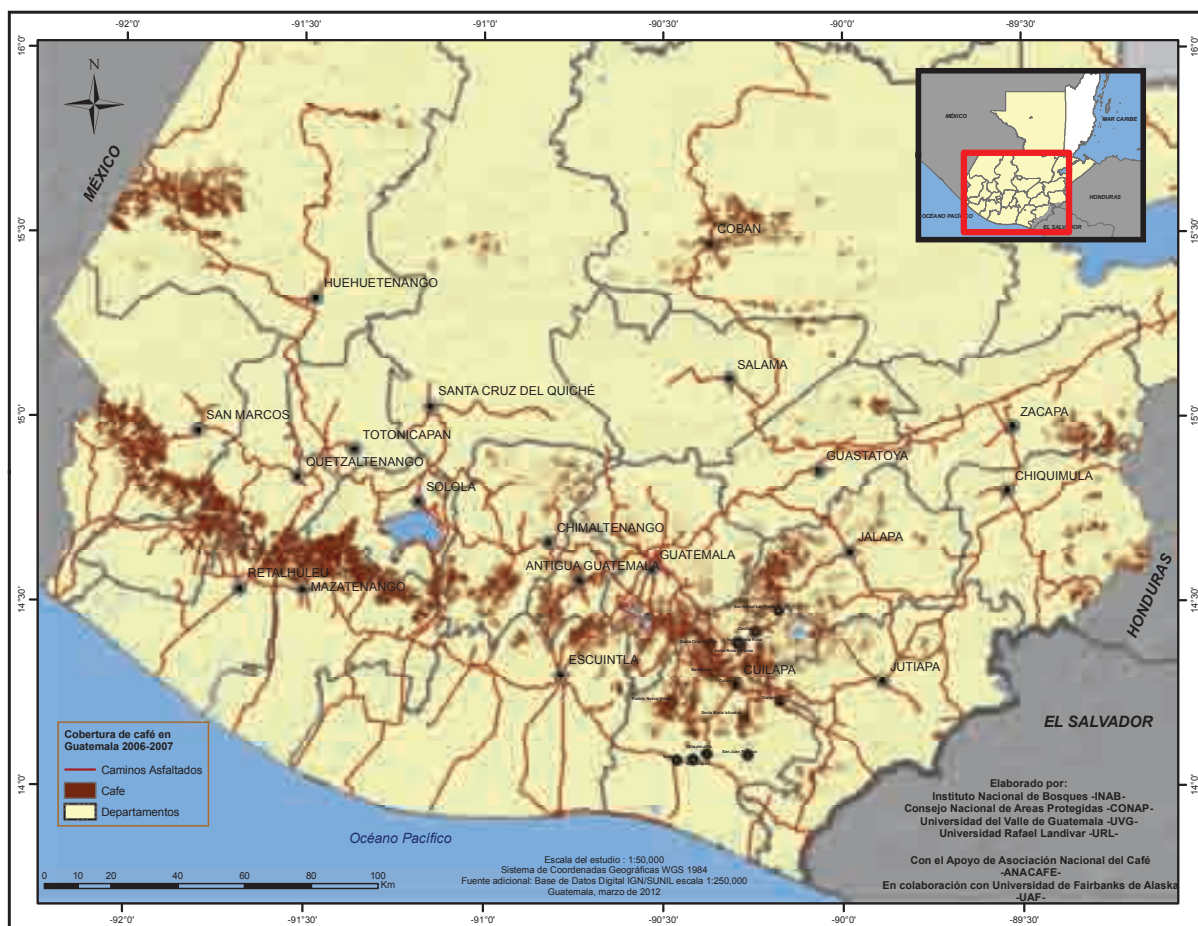 -92°0'
-91°30'
-91°0'
-90°30'
-90°0'
-89°30'
16°0'
16°0'
N
MÉXICO
MÉXICO
MAR CARIBE
HONDURAS
OCÉANO PACÍFICO
EL SALVADOR
15°30'
15°30'
COBAN
HUEHUETENANGO
SALAMA
SANTA CRUZ DEL QUICHÉ
15°0'
15°0'
SAN MARCOS
ZACAPA
TOTONICAPAN
QUETZALTENANGO
GUASTATOYA
CHIQUIMULA
SOLOLA
CHIMALTENANGO
JALAPA
GUATEMALA
ANTIGUA GUATEMALA
RETALHULEU
MAZATENANGO
14°30'
14°30'
HONDURAS
ESCUINTLA
CUILAPA
JUTIAPA
EL SALVADOR
Cobertura de café en
Guatemala 2006-2007
Caminos Asfaltados
Cafe
Departamentos
14°0'
14°0'
Elaborado por:
Instituto Nacional de Bosques -INAB-
Consejo Nacional de Areas Protegidas -CONAP-
Universidad del Valle de Guatemala -UVG-
Universidad Rafael Landivar -URL-
Océano Pacífico
Con el Apoyo de Asociación Nacional del Café
-ANACAFE-
En colaboración con Universidad de Fairbanks de Alaska
-UAF-
Escala del estudio : 1:50,000
Sistema de Coordenadas Geográficas WGS 1984
Fuente adicional: Base de Datos Digital IGN/SUNIL escala 1:250,000
Guatemala, marzo de 2012
0 10 20 40 60 80 100
Km
-92°0'
-91°30'
-91°0'
-90°30'
-90°0'
-89°30'